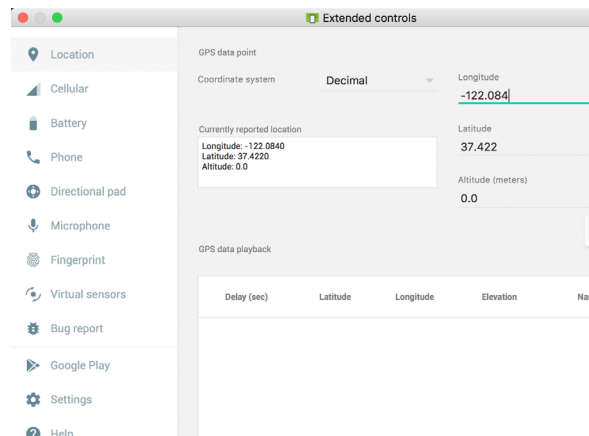 Extended controls
Location
Cellular
Battery
Phone
Directional pad
Microphone
Fingerprint
Virtual sensors
Bug report
Google Play
Settings
Help
GPS data point
Coordinate system
Decimal
Longitude
-122.084
Currently reported location
Longitude: -122.0840
Latitude: 37.4220
Altitude: 0.0
Latitude
37.422
Altitude (meters)
0.0
GPS data playback
Delay (sec) Latitude Longitude Elevation